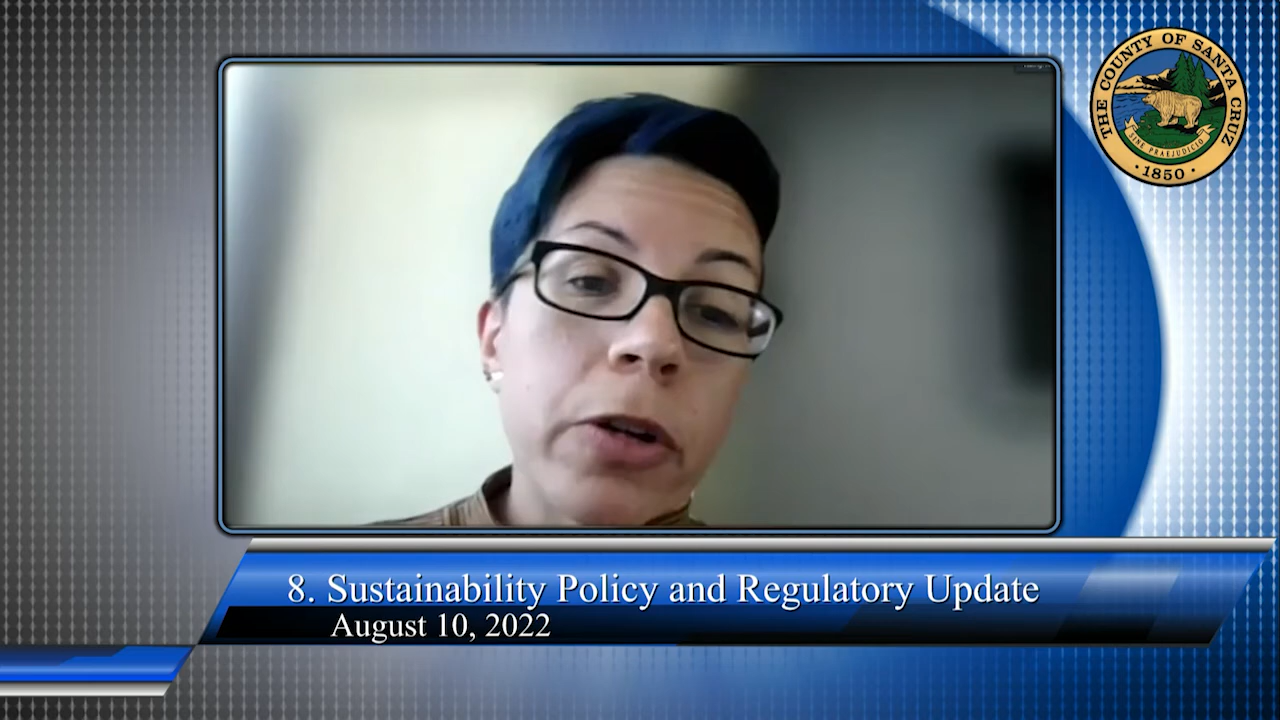 THE COUNTY OF SANTA CRUZ
SINE PRAEJUDICIO
· 1850 ·
8. Sustainability Policy and Regulatory Update
August 10, 2022